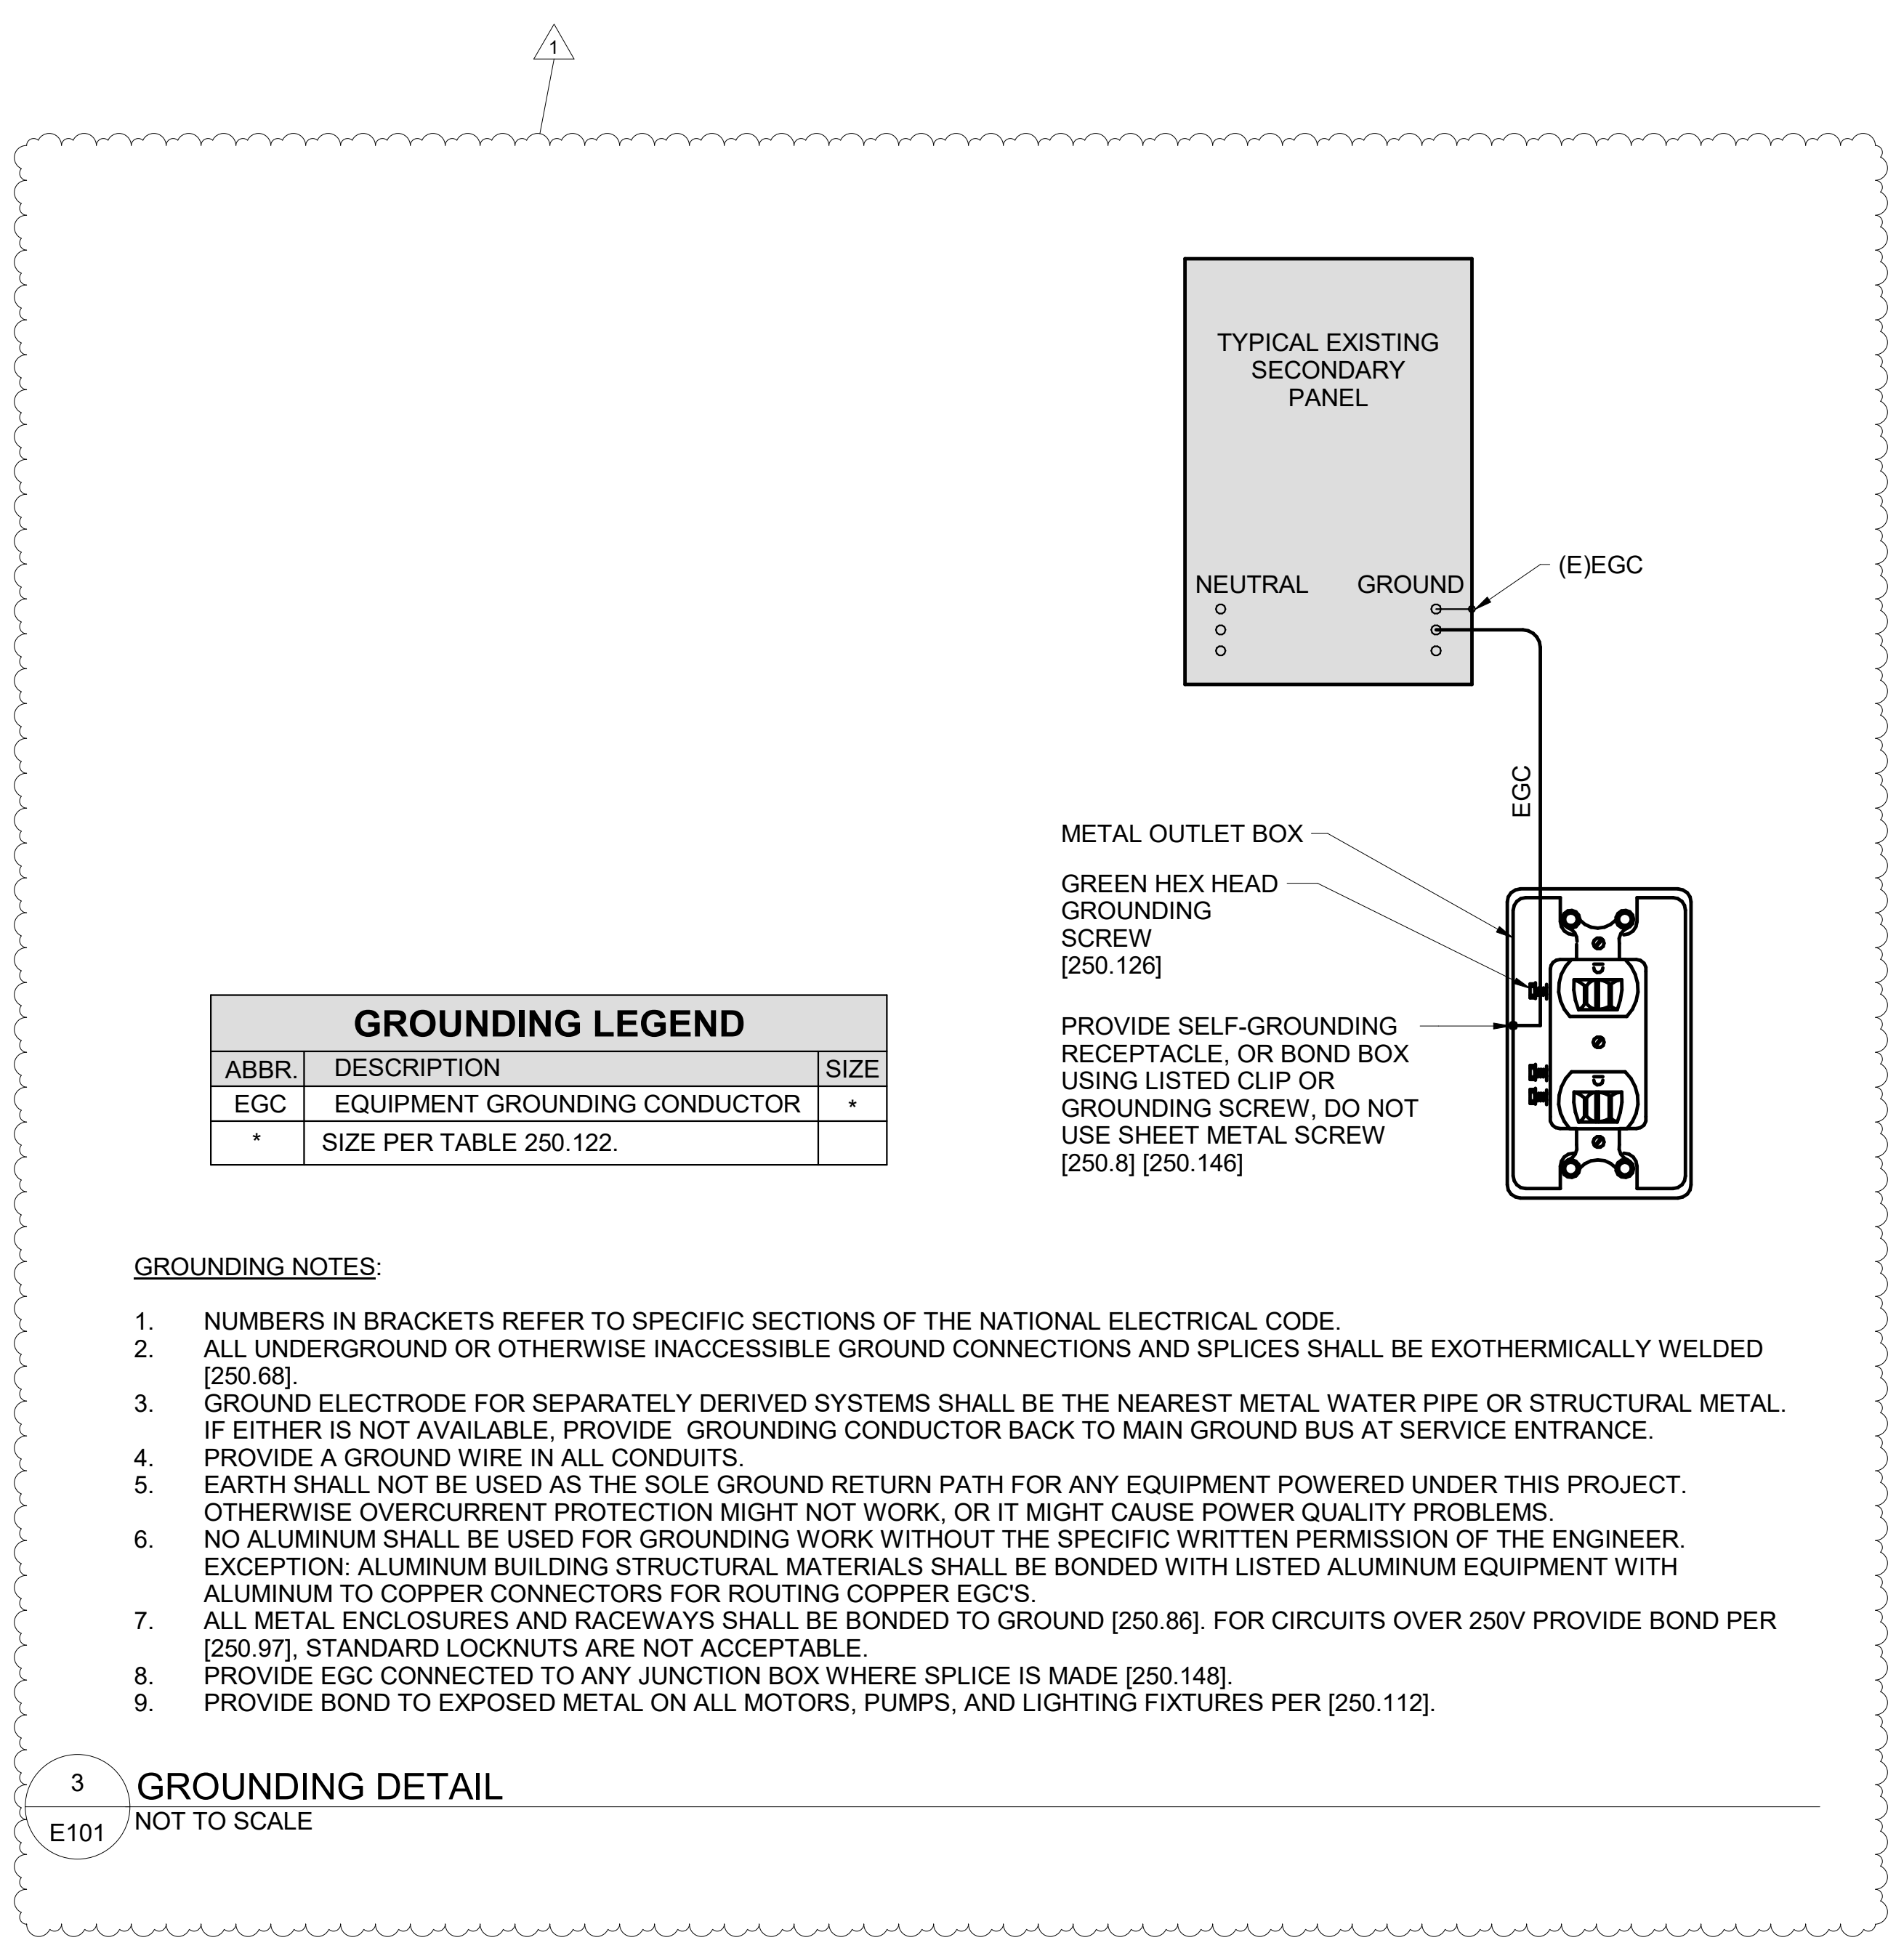 1
TYPICAL EXISTING
SECONDARY
PANEL
NEUTRAL GROUND
(E)EGC
EGC
METAL OUTLET BOX
GREEN HEX HEAD
GROUNDING
SCREW
[250.126]
PROVIDE SELF-GROUNDING
RECEPTACLE, OR BOND BOX
USING LISTED CLIP OR
GROUNDING SCREW, DO NOT
USE SHEET METAL SCREW
[250.8] [250.146]
GROUNDING LEGEND
ABBR. DESCRIPTION SIZE
EGC EQUIPMENT GROUNDING CONDUCTOR *
* SIZE PER TABLE 250.122.
GROUNDING NOTES:
1. NUMBERS IN BRACKETS REFER TO SPECIFIC SECTIONS OF THE NATIONAL ELECTRICAL CODE.
2. ALL UNDERGROUND OR OTHERWISE INACCESSIBLE GROUND CONNECTIONS AND SPLICES SHALL BE EXOTHERMICALLY WELDED
[250.68].
3. GROUND ELECTRODE FOR SEPARATELY DERIVED SYSTEMS SHALL BE THE NEAREST METAL WATER PIPE OR STRUCTURAL METAL.
IF EITHER IS NOT AVAILABLE, PROVIDE GROUNDING CONDUCTOR BACK TO MAIN GROUND BUS AT SERVICE ENTRANCE.
4. PROVIDE A GROUND WIRE IN ALL CONDUITS.
5. EARTH SHALL NOT BE USED AS THE SOLE GROUND RETURN PATH FOR ANY EQUIPMENT POWERED UNDER THIS PROJECT.
OTHERWISE OVERCURRENT PROTECTION MIGHT NOT WORK, OR IT MIGHT CAUSE POWER QUALITY PROBLEMS.
6. NO ALUMINUM SHALL BE USED FOR GROUNDING WORK WITHOUT THE SPECIFIC WRITTEN PERMISSION OF THE ENGINEER.
EXCEPTION: ALUMINUM BUILDING STRUCTURAL MATERIALS SHALL BE BONDED WITH LISTED ALUMINUM EQUIPMENT WITH
ALUMINUM TO COPPER CONNECTORS FOR ROUTING COPPER EGC'S.
7. ALL METAL ENCLOSURES AND RACEWAYS SHALL BE BONDED TO GROUND [250.86]. FOR CIRCUITS OVER 250V PROVIDE BOND PER
[250.97], STANDARD LOCKNUTS ARE NOT ACCEPTABLE.
8. PROVIDE EGC CONNECTED TO ANY JUNCTION BOX WHERE SPLICE IS MADE [250.148].
9. PROVIDE BOND TO EXPOSED METAL ON ALL MOTORS, PUMPS, AND LIGHTING FIXTURES PER [250.112].
3
E101
GROUNDING DETAIL
NOT TO SCALE